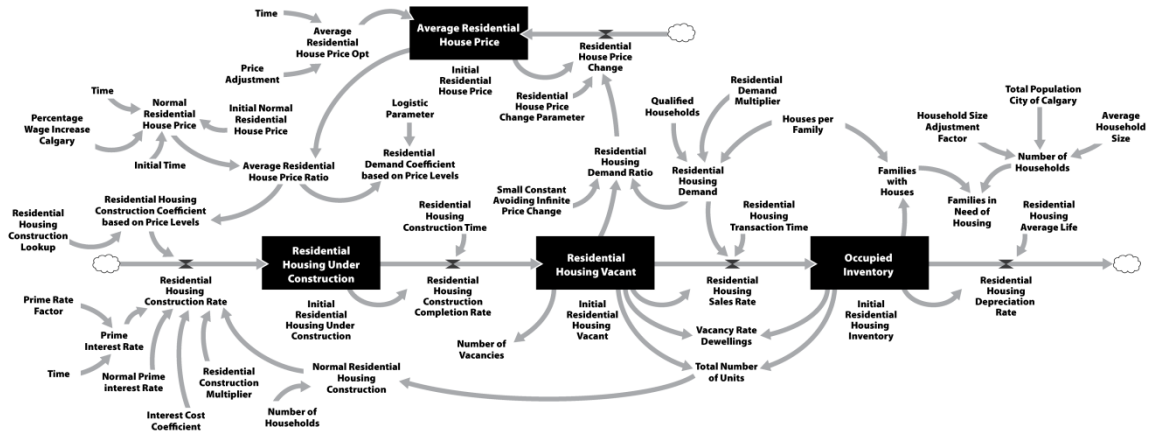 Time
Average
Residential
House Price Opt
Price
Adjustment
Average Residential
House Price
Initial
Residential
House Price
Residential
House Price
Change
Residential
House Price
Change Parameter
Time
Normal
Residential
House Price
Initial Normal
Residential
House Price
Percentage
Wage Increase
Calgary
Initial Time
Logistic
Parameter
Average Residential
House Price Ratio
Residential
Demand Coefficient
based on Price Levels
Qualified
Households
Residential
Demand
Multiplier
Houses per
Family
Residential
Housing
Demand Ratio
Residential
Housing
Demand
Small Constant
Avoiding Infinite
Price Change
Total Population
City of Calgary
Household Size
Adjustment
Factor
Average
Household
Size
Number of
Households
Families
with
Houses
Families in
Need of
Housing
Residential
Housing
Average Life
Residential Housing
Construction Coefficient
based on Price Levels
Residential
Housing
Construction
Lookup
Residential
Housing
Construction Time
Residential
Housing
Transaction Time
Residential
Housing Under
Construction
Residential
Housing Vacant
Occupied
Inventory
Residential
Housing
Construction Rate
Initial
Residential
Housing Under
Construction
Residential
Housing
Construction
Completion Rate
Initial
Residential
Housing
Vacant
Residential
Housing
Sales Rate
Initial
Residential
Housing
Inventory
Residential
Housing
Depreciation
Rate
Prime Rate
Factor
Prime
Interest Rate
Time
Normal Prime
interest Rate
Interest Cost
Coefficient
Residential
Construction
Multiplier
Number of
Households
Normal Residential
Housing
Construction
Number of
Vacancies
Vacancy Rate
Dewellings
Total Number
of Units